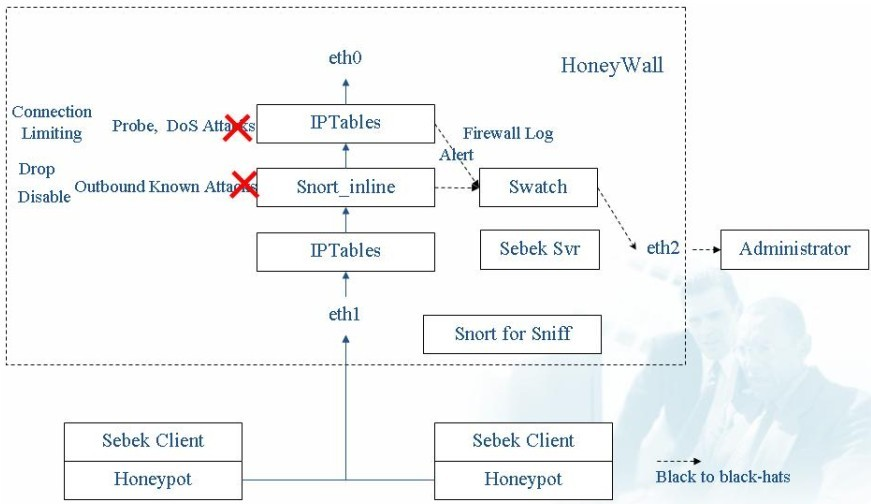 eth0
HoneyWall
Connection
Limiting
Probe, DoS Attacks
IPTables
Firewall Log
Alert
Drop
Disable
Outbound Known Attacks
Snort_inline
Swatch
IPTables
Sebek Svr
eth2
Administrator
eth1
Snort for Sniff
Sebek Client
Honeypot
Sebek Client
Honeypot
Black to black-hats